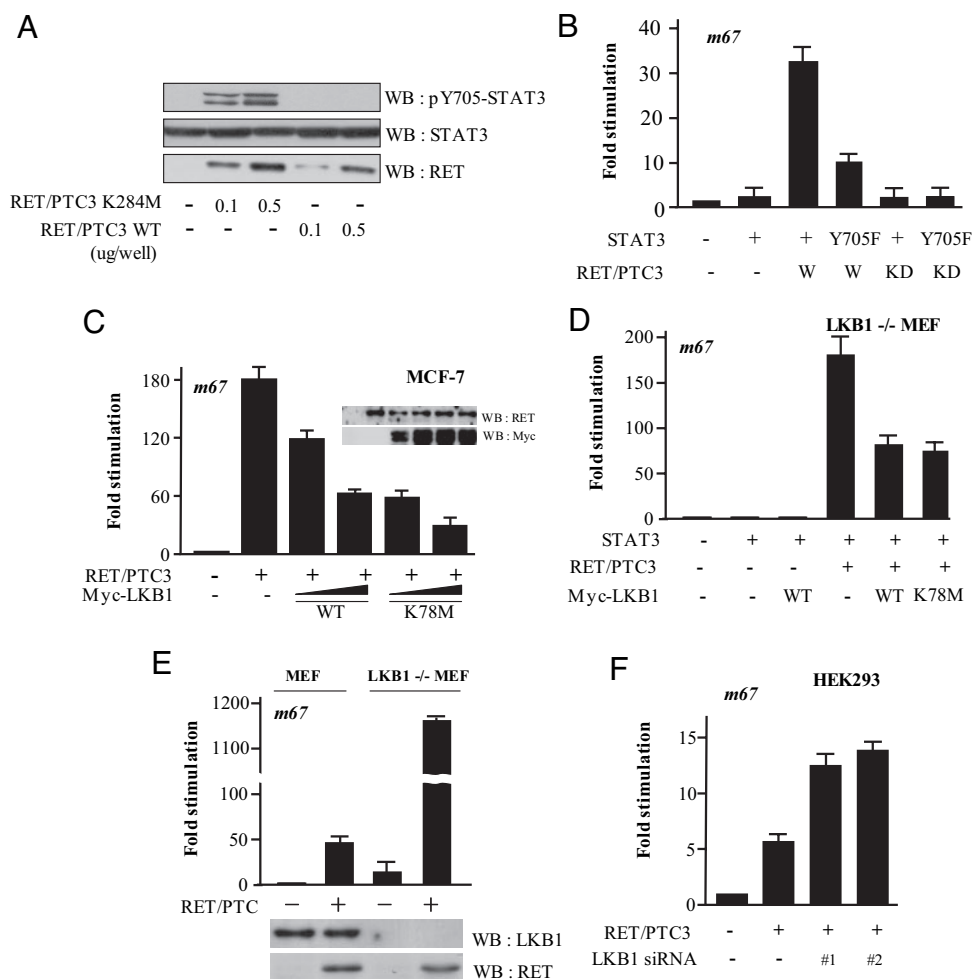 A
WB : pY705-STAT3
WB : STAT3
WB : RET
RET/PTC3 K284M - 0.1 0.5 - -
RET/PTC3 WT - - - 0.1 0.5
(ug/well)
B
m67
Fold stimulation
40
30
20
10
0
STAT3 - + + Y705F + Y705F
RET/PTC3 - - W W KD KD
C
m67
MCF-7
Fold stimulation
180
120
60
0
WB : RET
WB : Myc
RET/PTC3 - + + + + +
Myc-LKB1 - -
WT K78M
D
LKB1 -/- MEF
m67
Fold stimulation
200
150
100
50
0
STAT3 - + + + + +
RET/PTC3 - - - + + +
Myc-LKB1 - - WT - WT K78M
E
MEF LKB1 -/- MEF
m67
Fold stimulation
1200
1100
100
50
0
RET/PTC - + - +
WB : LKB1
WB : RET
F
HEK293
m67
Fold stimulation
15
10
5
0
RET/PTC3 - + + +
LKB1 siRNA - - #1 #2